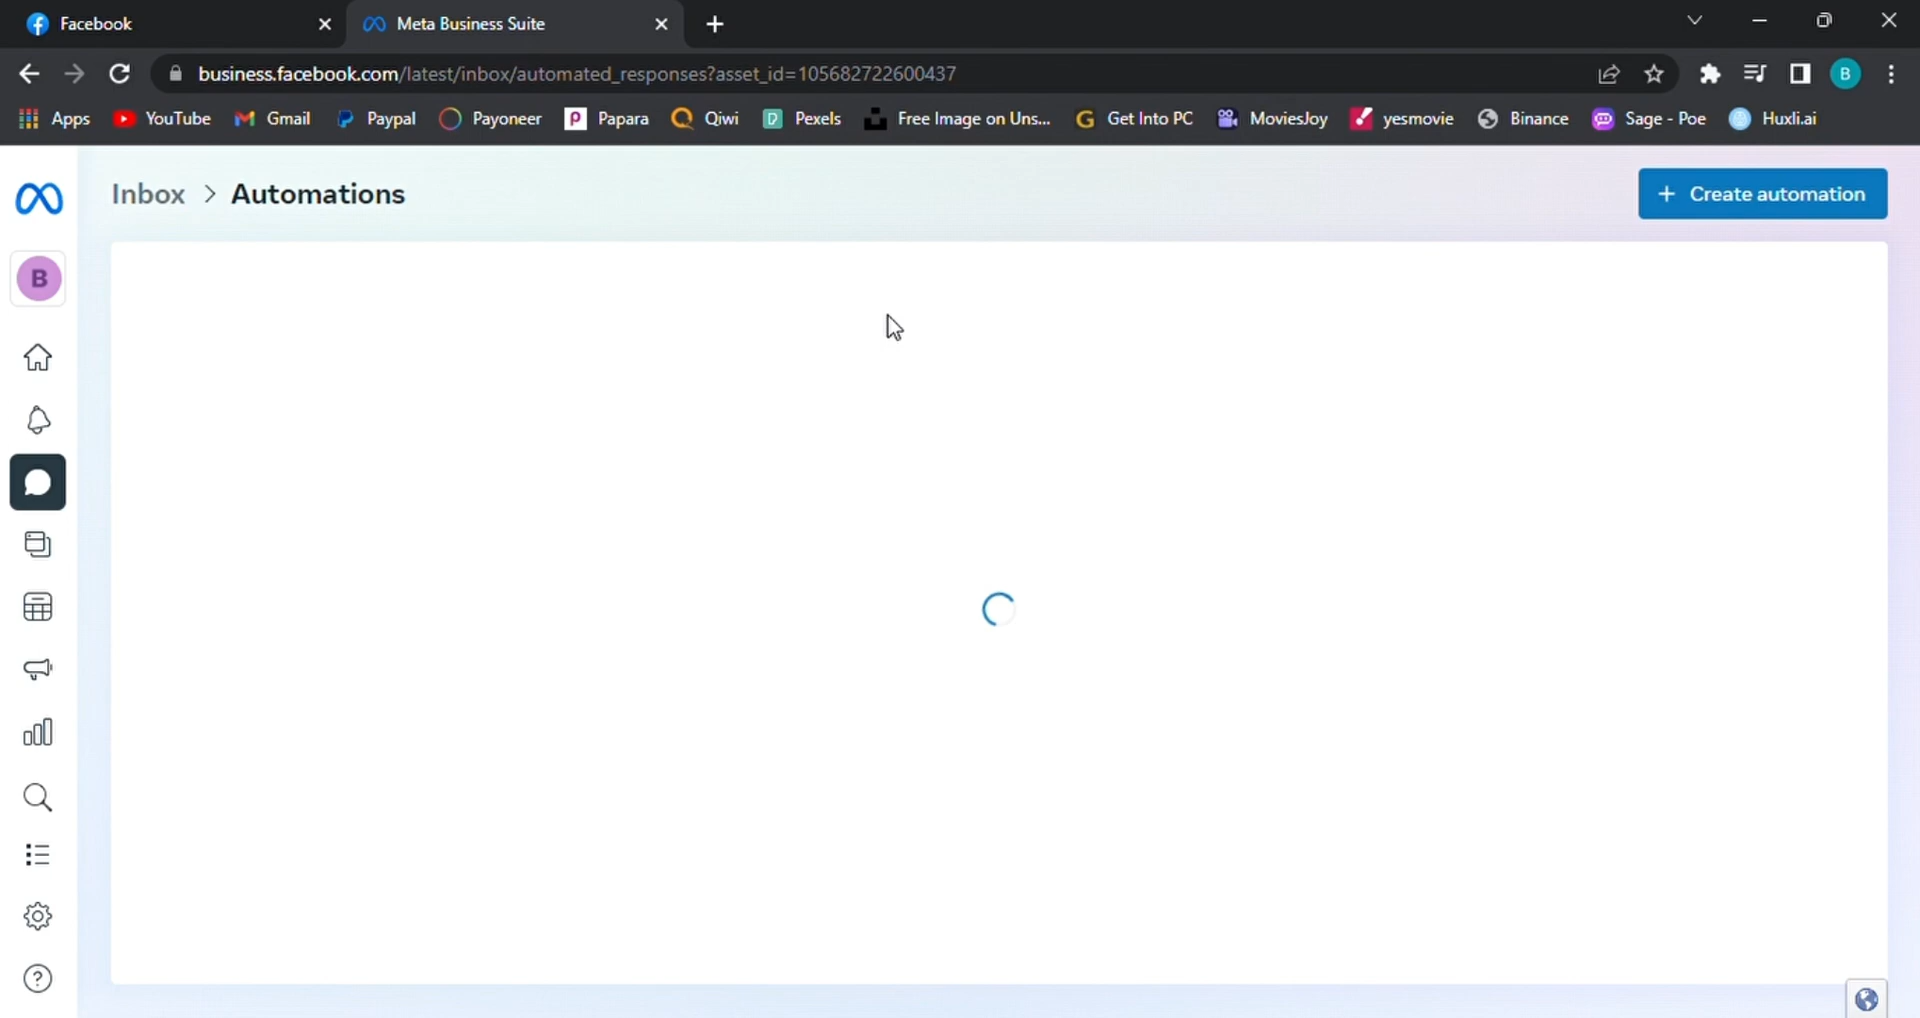 Facebook
Meta Business Suite
business.facebook.com/latest/inbox/automated_responses?asset_id=105682722600437
B
Apps YouTube Gmail Paypal Payoneer Papara Qiwi Pexels Free Image on Uns... Get Into PC MoviesJoy yesmovie Binance Sage - Poe Huxli.ai
Inbox > Automations
+ Create automation
B